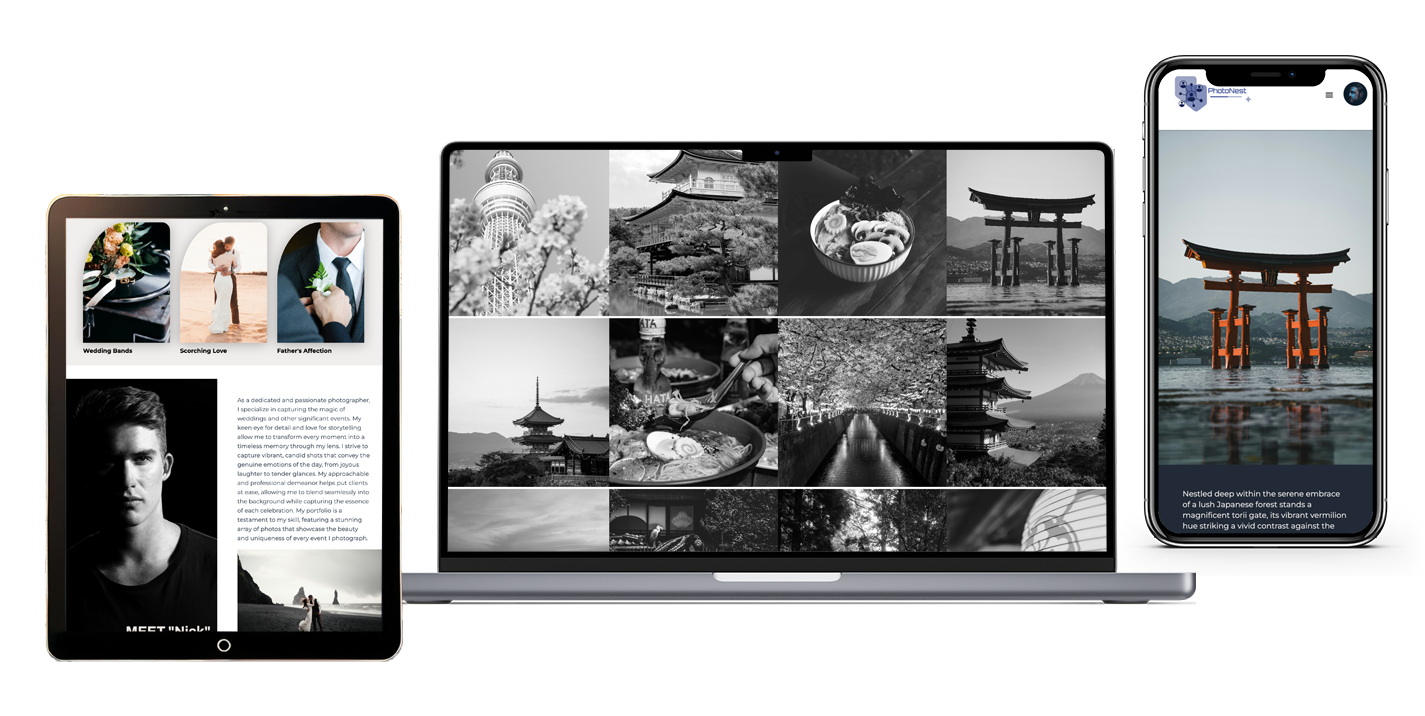 Wedding Bands
Scorching Love
Father's Affection
As a dedicated and passionate photographer,
I specialize in capturing the magic of
weddings and other significant events. My
keen eye for detail and love for storytelling
allow me to transform every moment into a
timeless memory through my lens. I strive to
capture vibrant, candid shots that convey the
genuine emotions of the day, from joyous
laughter to tender glances. My approachable
and professional demeanor helps put clients
at ease, allowing me to blend seamlessly into
the background while capturing the essence
of each celebration. My portfolio is a
testament to my skill, featuring a stunning
array of photos that showcase the beauty
and uniqueness of every event I photograph.
MEET "Nick"
HATA
HATA
PhotoNest
Nestled deep within the serene embrace
of a lush Japanese forest stands a
magnificent torii gate, its vibrant vermilion
hue striking a vivid contrast against the